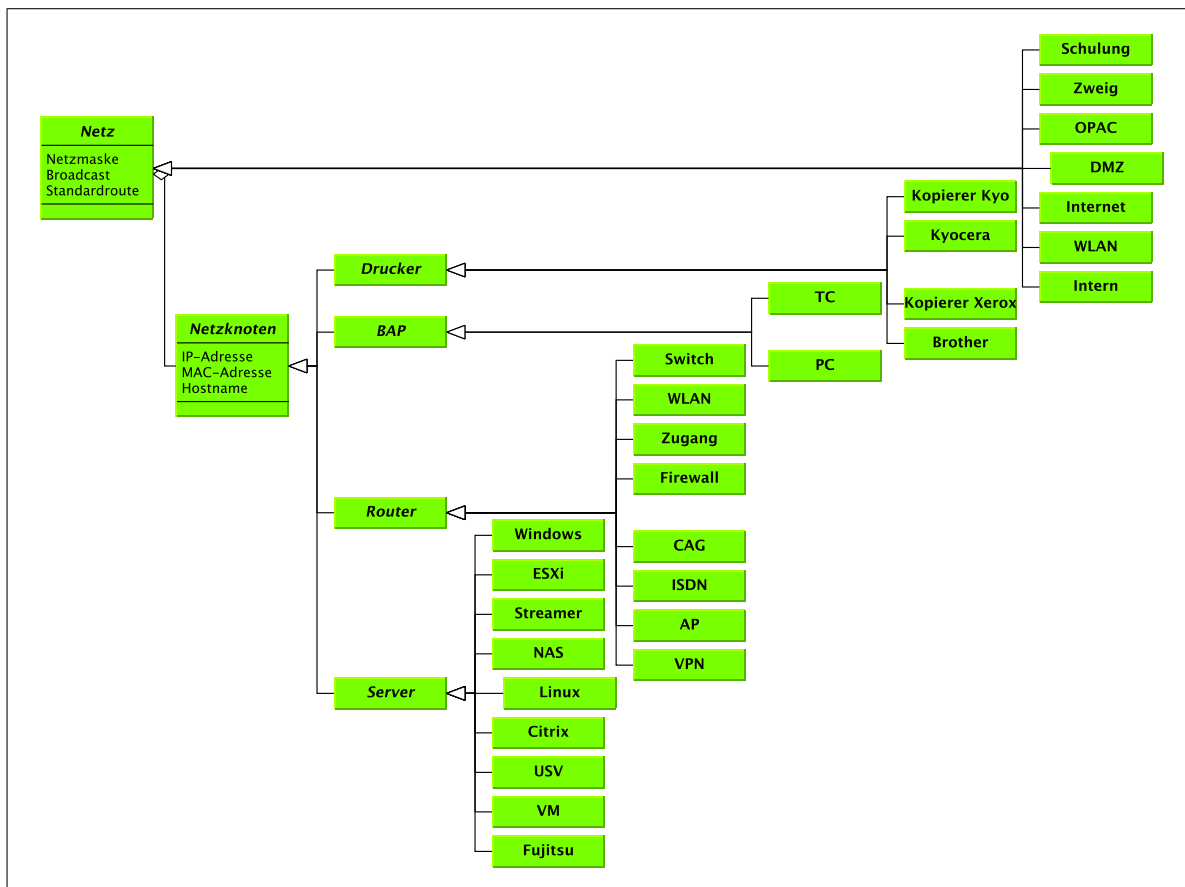 Netz
Netzmaske
Broadcast
Standardroute
Netzknoten
IP-Adresse
MAC-Adresse
Hostname
Drucker
BAP
Router
Server
Windows
ESXi
Streamer
NAS
Linux
Citrix
USV
VM
Fujitsu
Switch
WLAN
Zugang
Firewall
CAG
ISDN
AP
VPN
TC
PC
Kopierer Kyo
Kyocera
Kopierer Xerox
Brother
Schulung
Zweig
OPAC
DMZ
Internet
WLAN
Intern